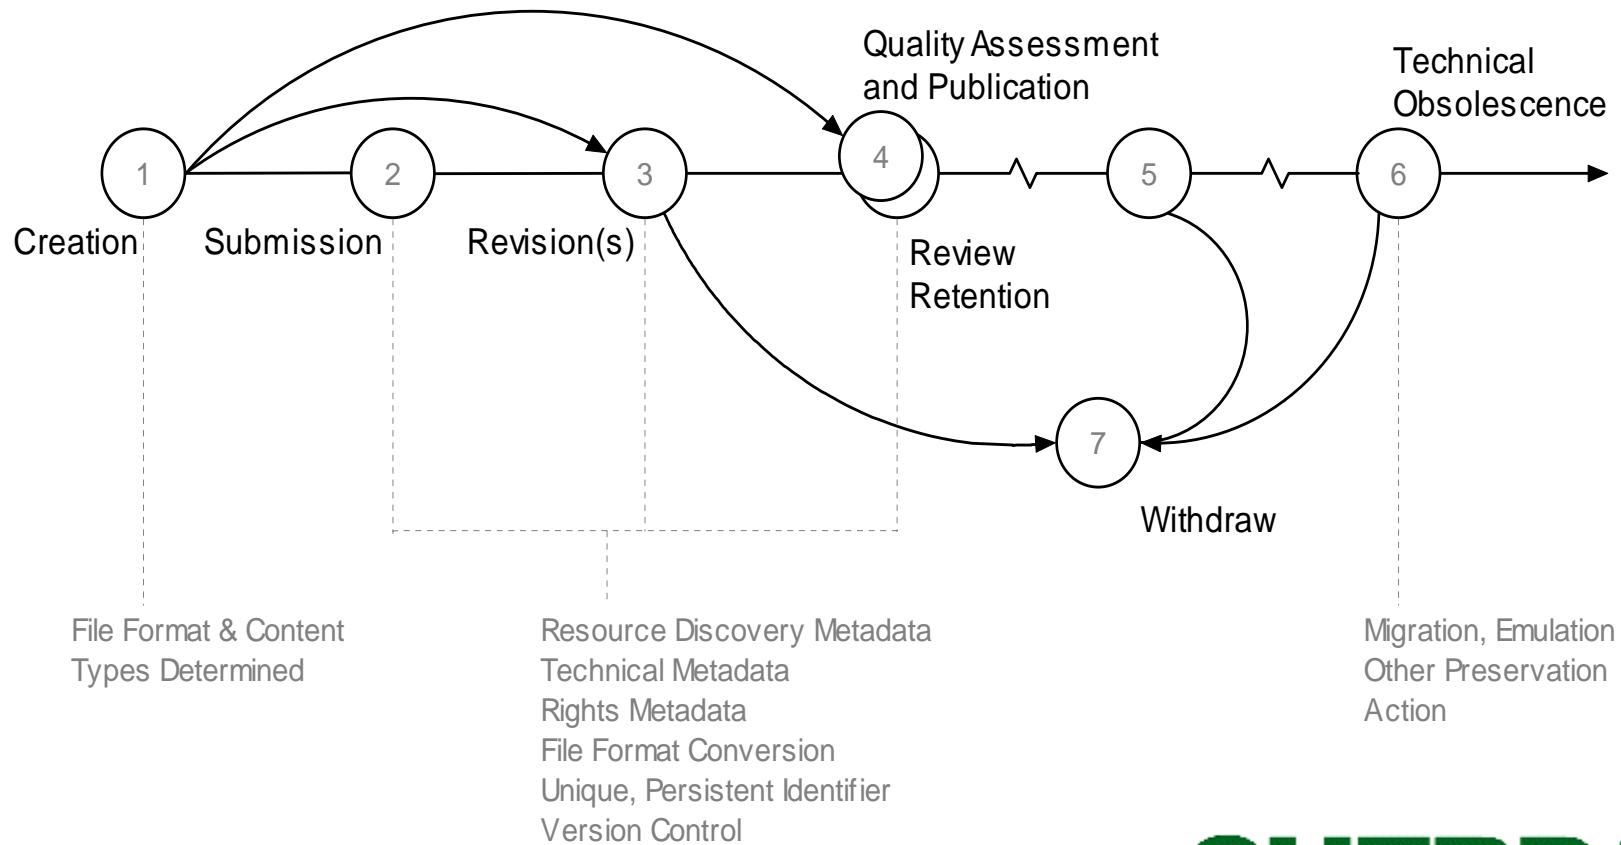 Quality Assessment
and Publication
Technical
Obsolescence
1
2
3
4
5
6
Creation
Submission
Revision(s)
Review
Retention
7
Withdraw
File Format & Content
Types Determined
Resource Discovery Metadata
Technical Metadata
Rights Metadata
File Format Conversion
Unique, Persistent Identifier
Version Control
Migration, Emulation
Other Preservation
Action